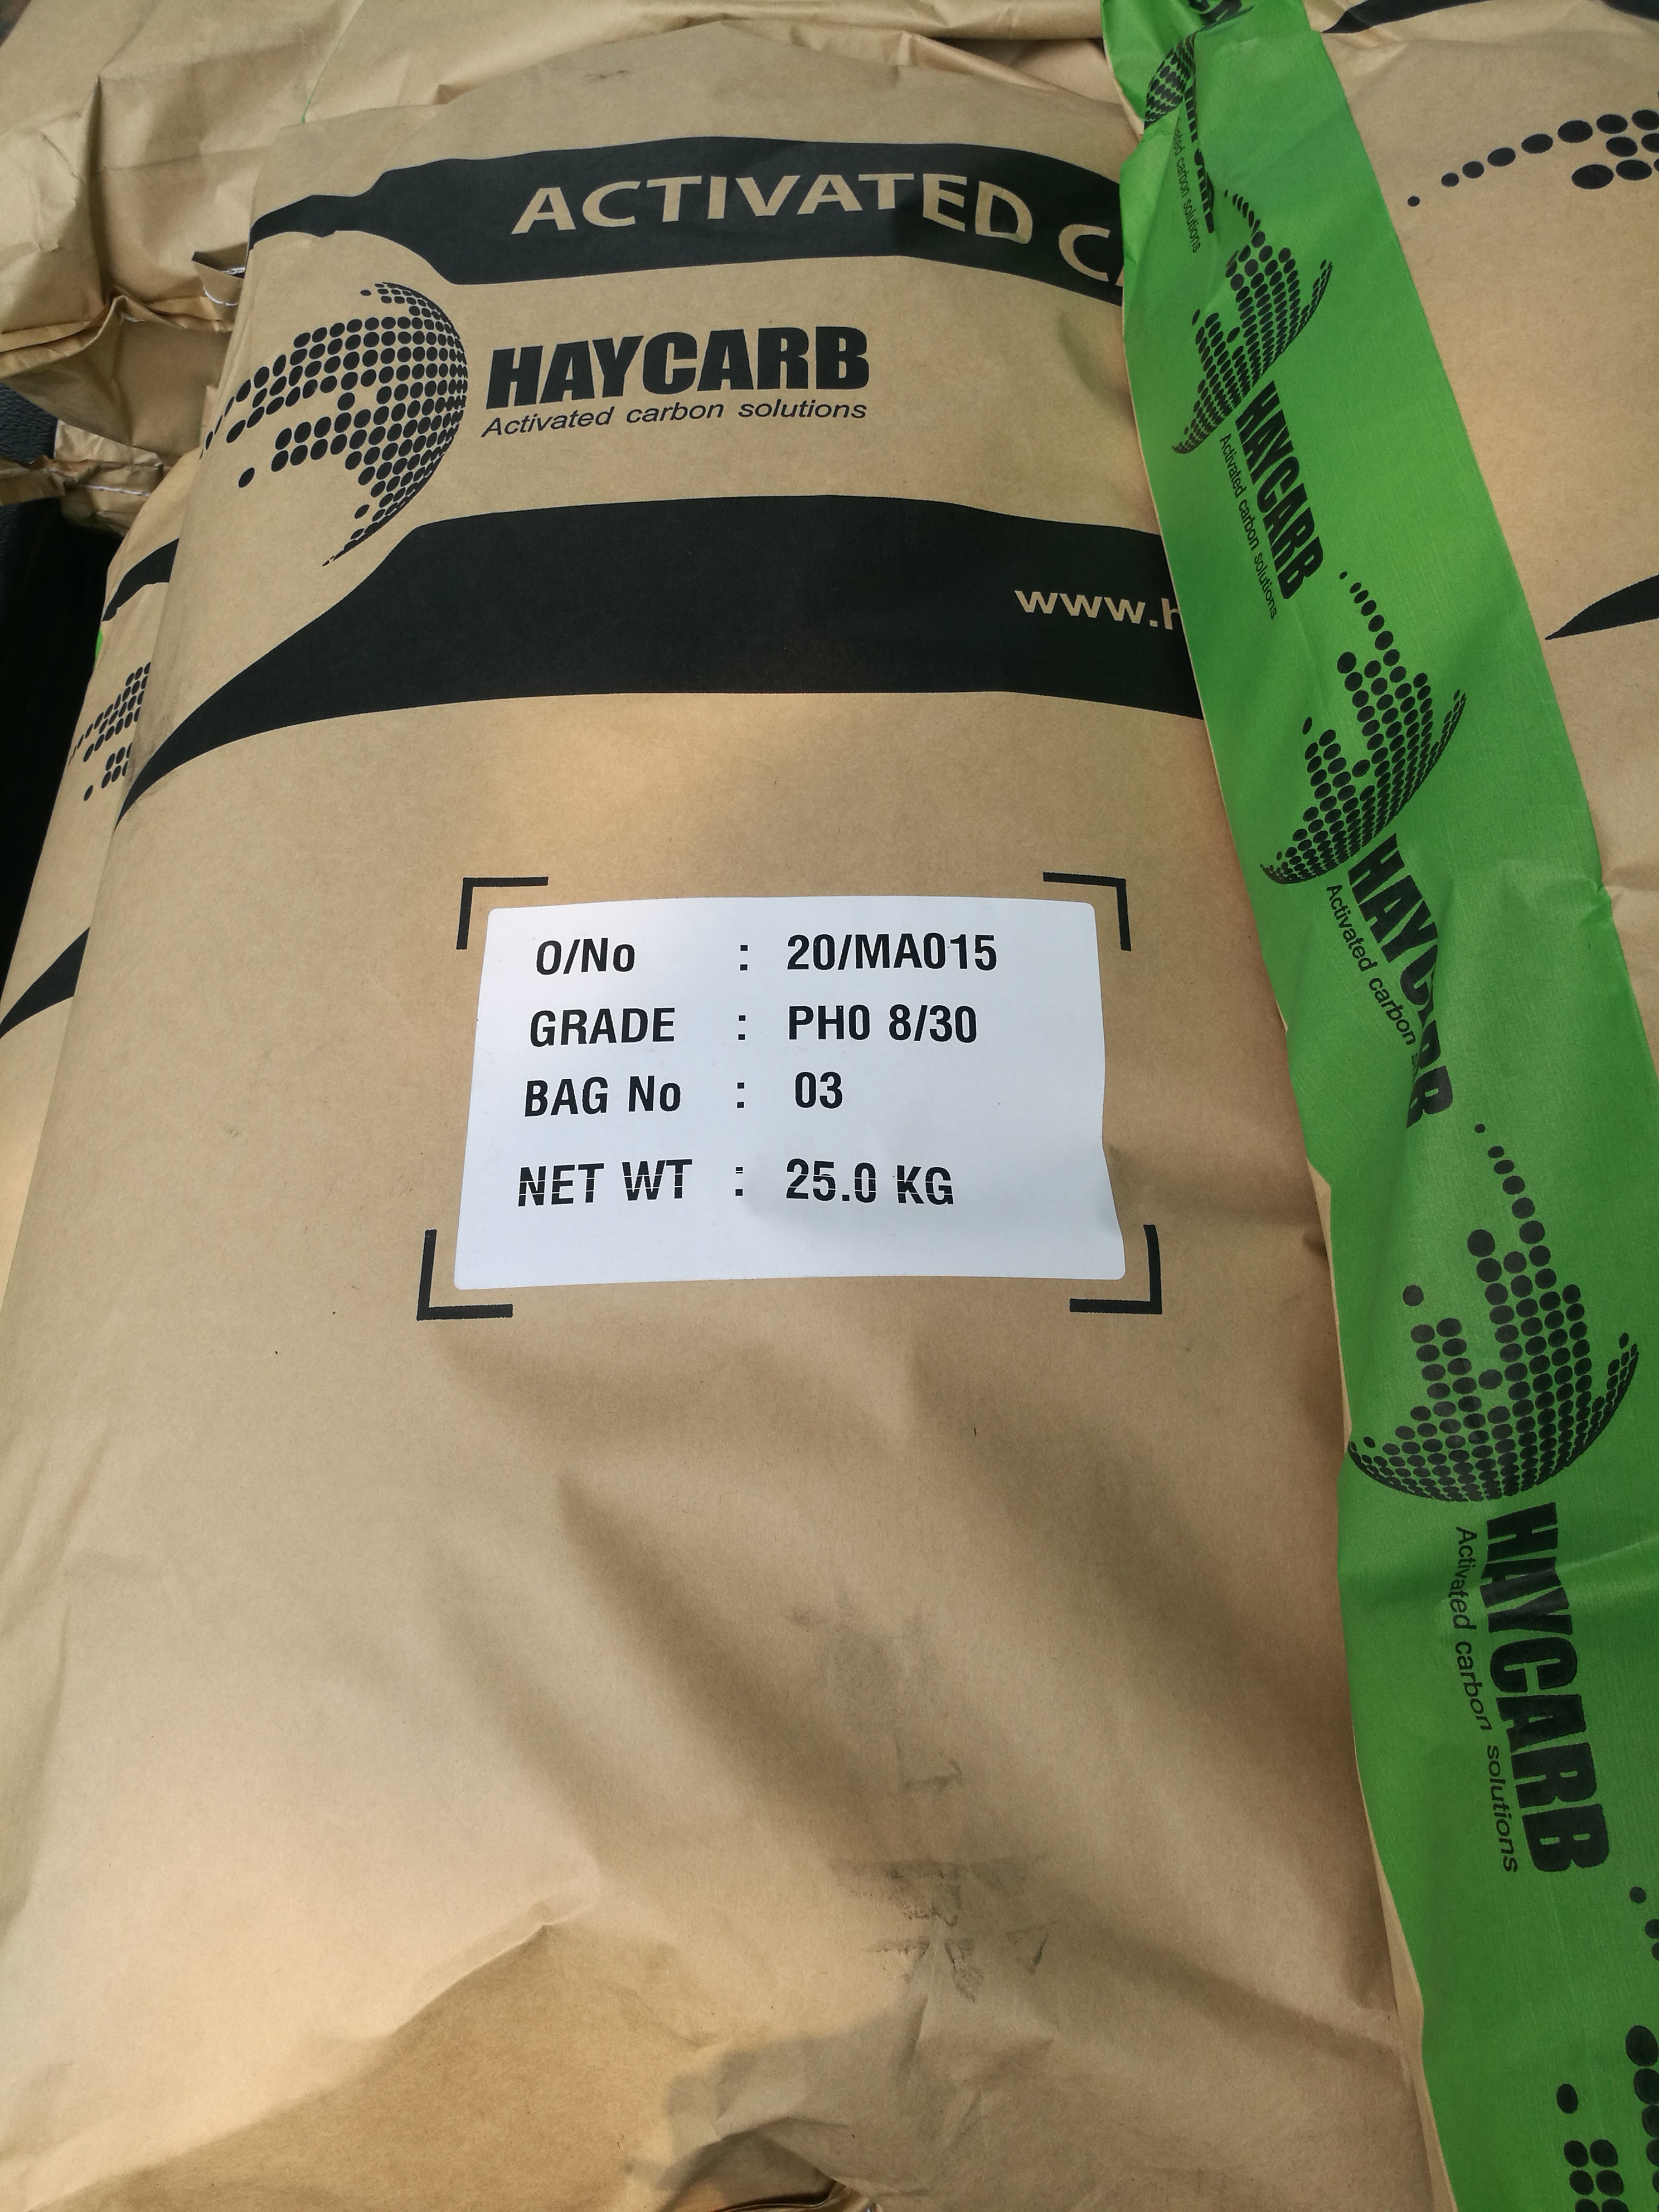 ACTIVATED
HAYCARB
Activated carbon solutions
www.h
O/No : 20/MA015
GRADE : PH0 8/30
BAG No : 03
NET WT : 25.0 KG
HAYCARB
Activated carbon solutions
HAYCARB
Activated carbon
HAYCARB
Activated carbon solutions